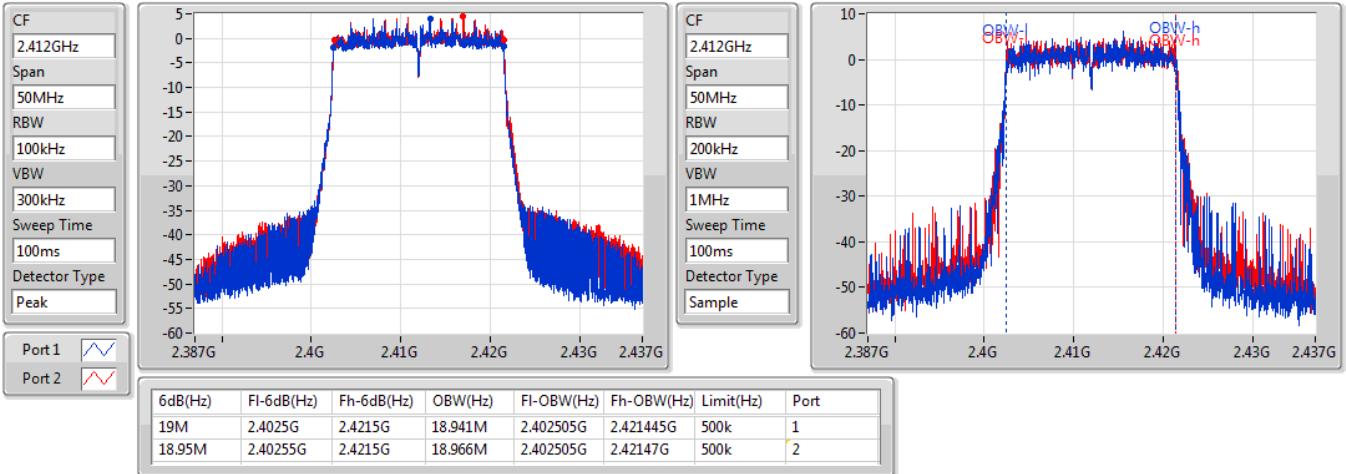 CF
2.412GHz
Span
50MHz
RBW
100kHz
VBW
300kHz
Sweep Time
100ms
Detector Type
Peak
Port 1
Port 2
5
0
-5
-10
-15
-20
-25
-30
-35
-40
-45
-50
-55
-60
2.387G 2.4G 2.41G 2.42G 2.43G 2.437G
CF
2.412GHz
Span
50MHz
RBW
200kHz
VBW
1MHz
Sweep Time
100ms
Detector Type
Sample
10
0
-10
-20
-30
-40
-50
-60
OBW-l
OBW-l
OBW-h
OBW-h
2.387G 2.4G 2.41G 2.42G 2.43G 2.437G
6dB(Hz) Fl-6dB(Hz) Fh-6dB(Hz) OBW(Hz) Fl-OBW(Hz) Fh-OBW(Hz) Limit(Hz) Port
19M 2.4025G 2.4215G 18.941M 2.402505G 2.421445G 500k 1
18.95M 2.40255G 2.4215G 18.966M 2.402505G 2.42147G 500k 2